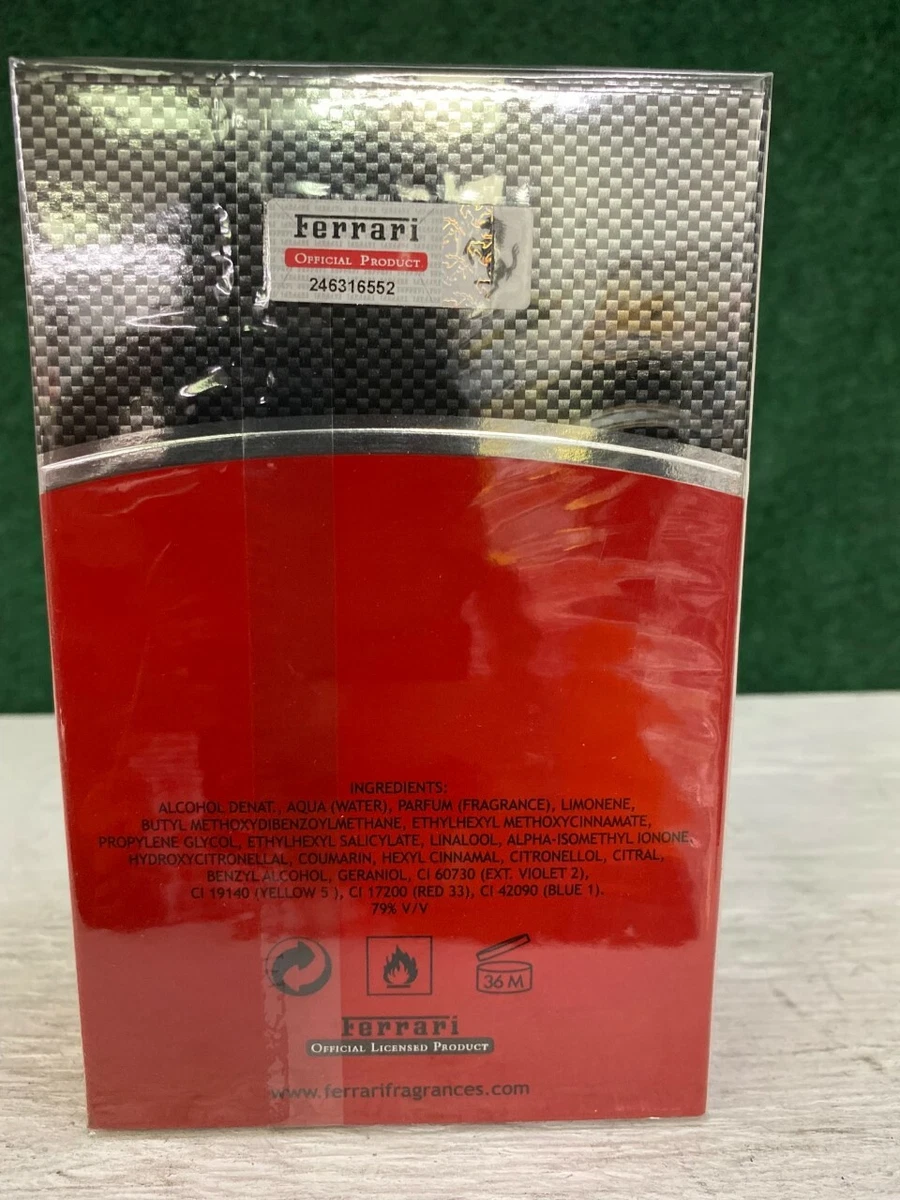 Ferrari
OFFICIAL PRODUCT
246316552
INGREDIENTS:
ALCOHOL DENAT., AQUA (WATER), PARFUM (FRAGRANCE), LIMONENE,
BUTYL METHOXYDIBENZOYLMETHANE, ETHYLHEXYL METHOXYCINNAMATE,
PROPYLENE GLYCOL, ETHYLHEXYL SALICYLATE, LINALOOL, ALPHA-ISOMETHYL IONONE,
HYDROXYCITRONELLAL, COUMARIN, HEXYL CINNAMAL, CITRONELLOL, CITRAL,
BENZYL ALCOHOL, GERANIOL, CI 60730 (EXT. VIOLET 2),
CI 19140 (YELLOW 5 ), CI 17200 (RED 33), CI 42090 (BLUE 1).
79% V/V
36 M
Ferrari
OFFICIAL LICENSED PRODUCT
www.ferrarifragrances.com